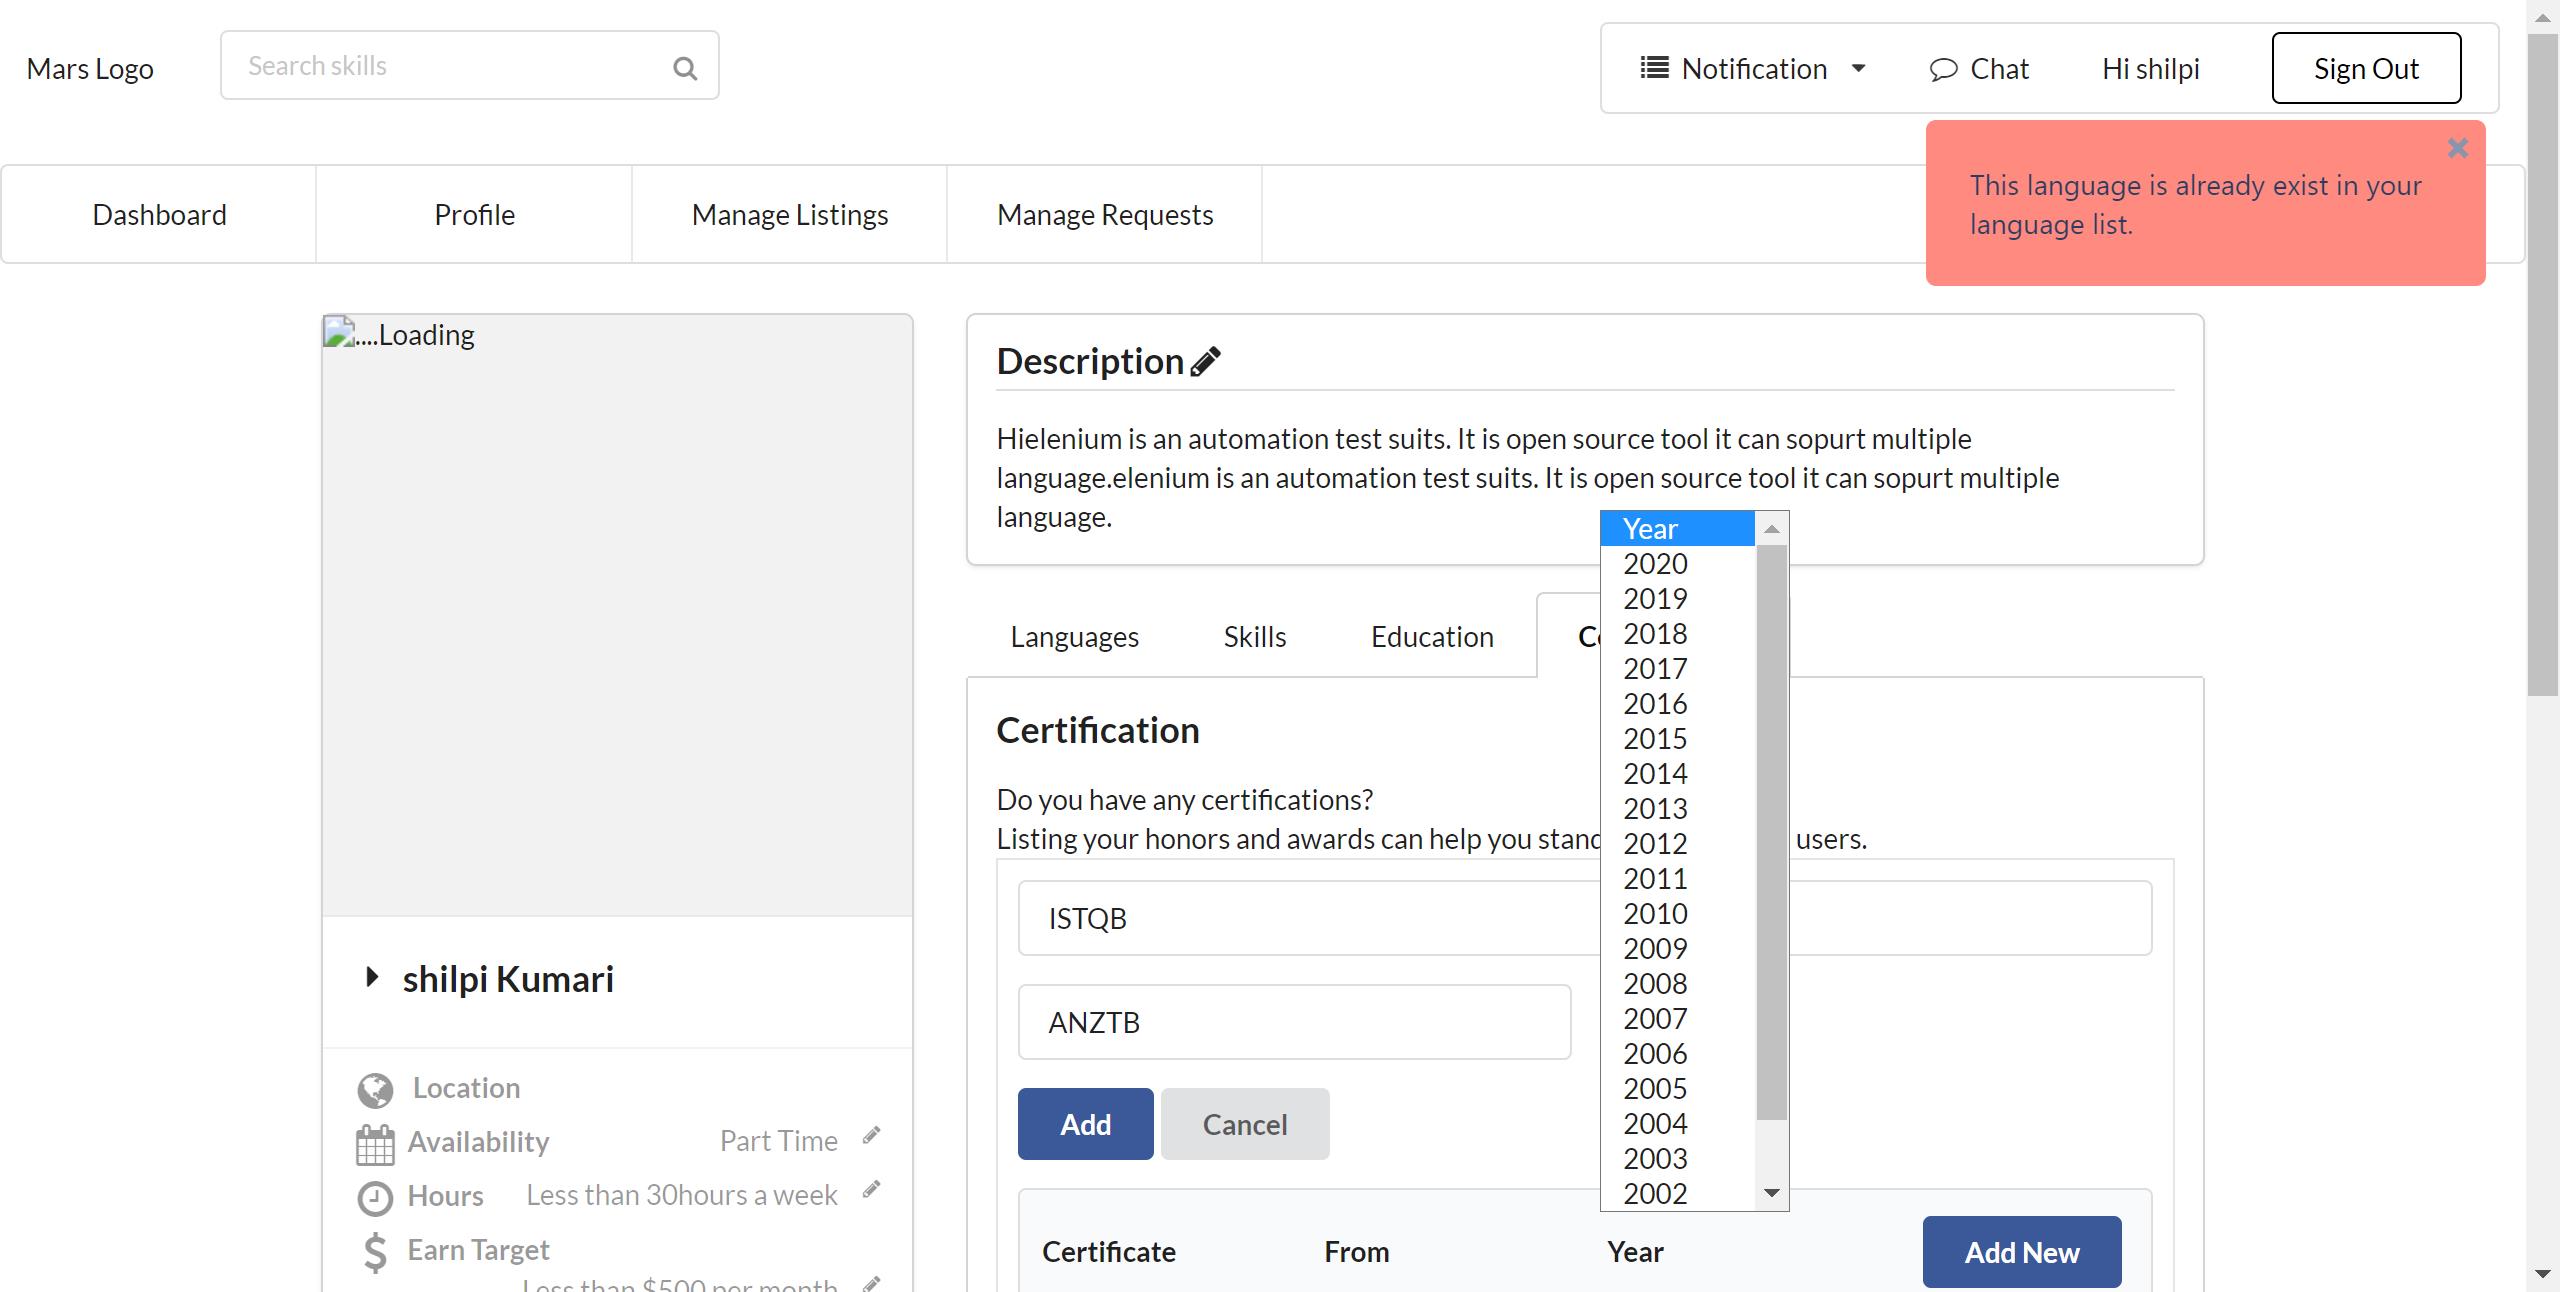 Mars Logo
Search skills
Notification
Chat
Hi shilpi
Sign Out
This language is already exist in your
language list.
Dashboard
Profile
Manage Listings
Manage Requests
....Loading
Description
Hielenium is an automation test suits. It is open source tool it can sopurt multiple
language.elenium is an automation test suits. It is open source tool it can sopurt multiple
language.
Languages
Skills
Education
Year
2020
2019
2018
2017
2016
2015
2014
2013
2012
2011
2010
2009
2008
2007
2006
2005
2004
2003
2002
Certification
Do you have any certifications?
Listing your honors and awards can help you stand users.
ISTQB
ANZTB
Add
Cancel
Certificate
From
Year
Add New
shilpi Kumari
Location
Availability
Part Time
Hours
Less than 30hours a week
Earn Target
Less than $500 per month